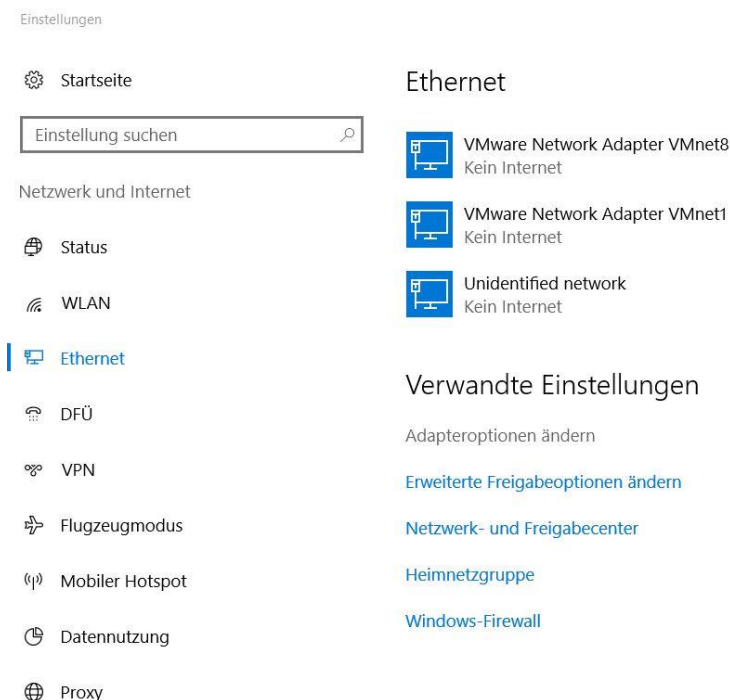 Einstellungen
Startseite
Einstellung suchen
Netzwerk und Internet
Status
WLAN
Ethernet
DFÜ
VPN
Flugzeugmodus
Mobiler Hotspot
Datennutzung
Proxy
Ethernet
VMware Network Adapter VMnet8
Kein Internet
VMware Network Adapter VMnet1
Kein Internet
Unidentified network
Kein Internet
Verwandte Einstellungen
Adapteroptionen ändern
Erweiterte Freigabeoptionen ändern
Netzwerk- und Freigabecenter
Heimnetzgruppe
Windows-Firewall